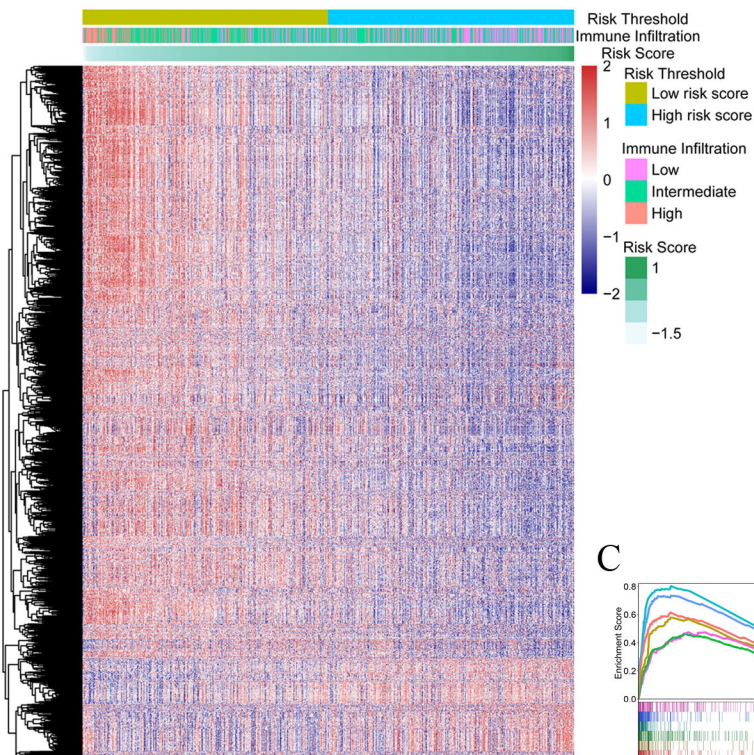 Risk Threshold
Immune Infiltration
Risk Score
2
1
0
−1
−2
Risk Threshold
Low risk score
High risk score
Immune Infiltration
Low
Intermediate
High
Risk Score
1
−1.5
C
Enrichment Score
0.8
0.6
0.4
0.2
0.0